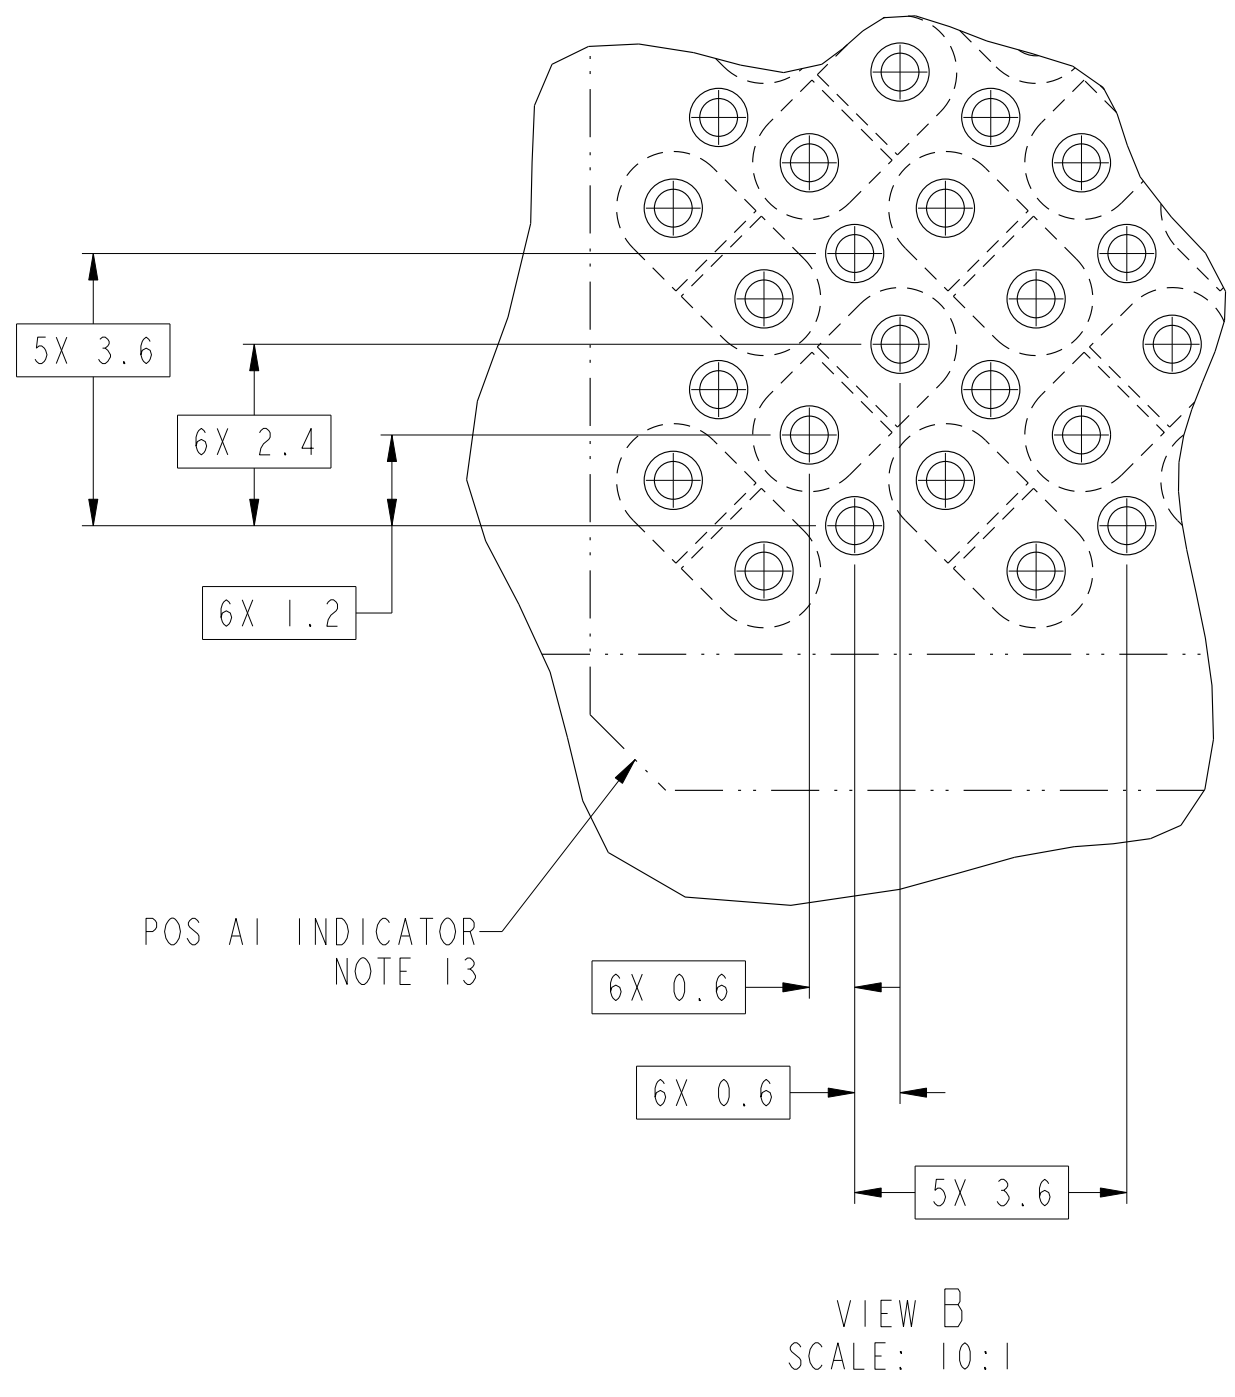 5X 3.6
6X 2.4
6X 1.2
POS A1 INDICATOR
NOTE 13
6X 0.6
6X 0.6
5X 3.6
VIEW B
SCALE: 10:1